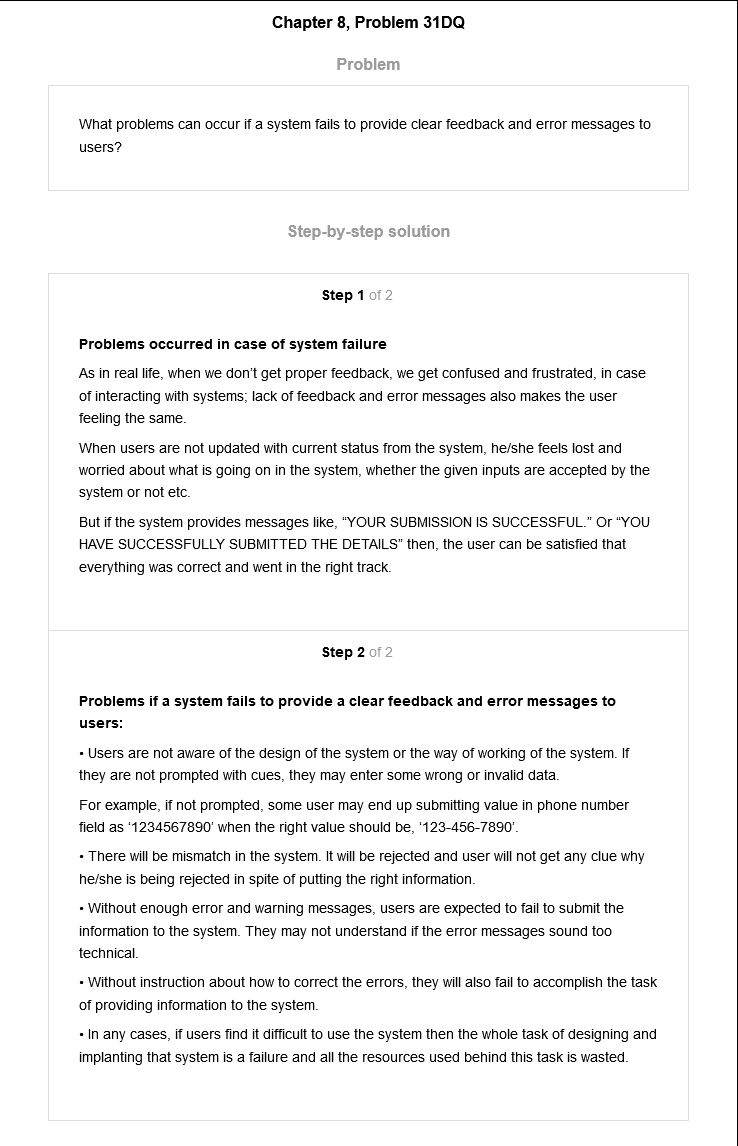 Chapter 8, Problem 31DQ
Problem
What problems can occur if a system fails to provide clear feedback and error messages to
users?
Step-by-step solution
Step 1 of 2
Problems occurred in case of system failure
As in real life, when we don't get proper feedback, we get confused and frustrated, in case
of interacting with systems; lack of feedback and error messages also makes the user
feeling the same.
When users are not updated with current status from the system, he/she feels lost and
worried about what is going on in the system, whether the given inputs are accepted by the
system or not etc.
But if the system provides messages like, “YOUR SUBMISSION IS SUCCESSFUL.” Or “YOU
HAVE SUCCESSFULLY SUBMITTED THE DETAILS” then, the user can be satisfied that
everything was correct and went in the right track.
Step 2 of 2
Problems if a system fails to provide a clear feedback and error messages to
users:
• Users are not aware of the design of the system or the way of working of the system. If
they are not prompted with cues, they may enter some wrong or invalid data.
For example, if not prompted, some user may end up submitting value in phone number
field as ‘1234567890’ when the right value should be, ‘123-456-7890’.
• There will be mismatch in the system. It will be rejected and user will not get any clue why
he/she is being rejected in spite of putting the right information.
• Without enough error and warning messages, users are expected to fail to submit the
information to the system. They may not understand if the error messages sound too
technical.
• Without instruction about how to correct the errors, they will also fail to accomplish the task
of providing information to the system.
• In any cases, if users find it difficult to use the system then the whole task of designing and
implanting that system is a failure and all the resources used behind this task is wasted.